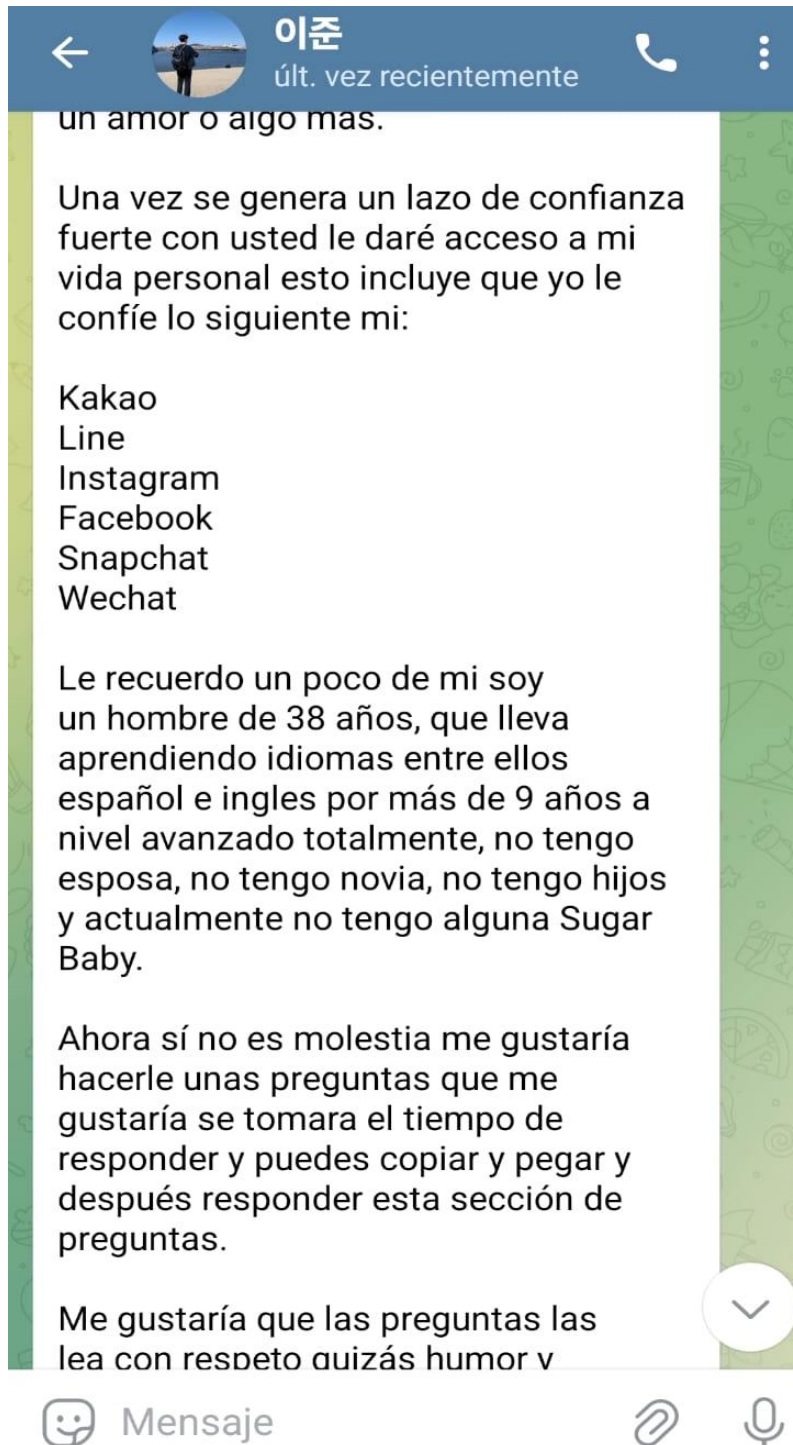 이준
últ. vez recientemente
un amor o algo más.
Una vez se genera un lazo de confianza
fuerte con usted le daré acceso a mi
vida personal esto incluye que yo le
confíe lo siguiente mi:
Kakao
Line
Instagram
Facebook
Snapchat
Wechat
Le recuerdo un poco de mi soy
un hombre de 38 años, que lleva
aprendiendo idiomas entre ellos
español e ingles por más de 9 años a
nivel avanzado totalmente, no tengo
esposa, no tengo novia, no tengo hijos
y actualmente no tengo alguna Sugar
Baby.
Ahora sí no es molestia me gustaría
hacerle unas preguntas que me
gustaría se tomara el tiempo de
responder y puedes copiar y pegar y
después responder esta sección de
preguntas.
Me gustaría que las preguntas las
lea con respeto quizás humor y
Mensaje